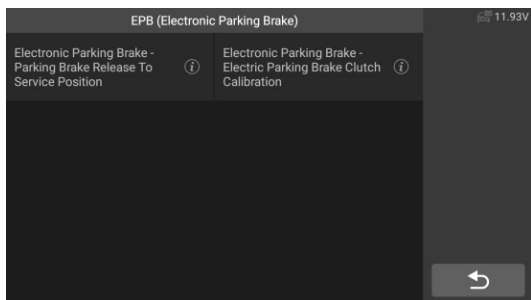 EPB (Electronic Parking Brake)
11.93V
Electronic Parking Brake -
Parking Brake Release To
Service Position
Electronic Parking Brake -
Electric Parking Brake Clutch
Calibration